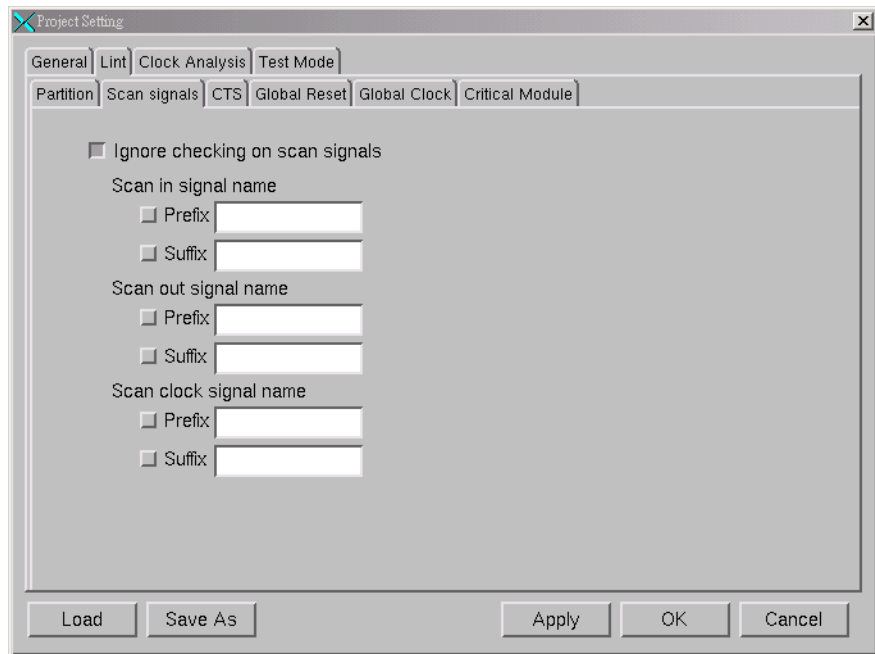 Project Setting
General Lint Clock Analysis Test Mode
Partition Scan signals CTS Global Reset Global Clock Critical Module
Ignore checking on scan signals
Scan in signal name
Prefix
Suffix
Scan out signal name
Prefix
Suffix
Scan clock signal name
Prefix
Suffix
Load Save As Apply OK Cancel